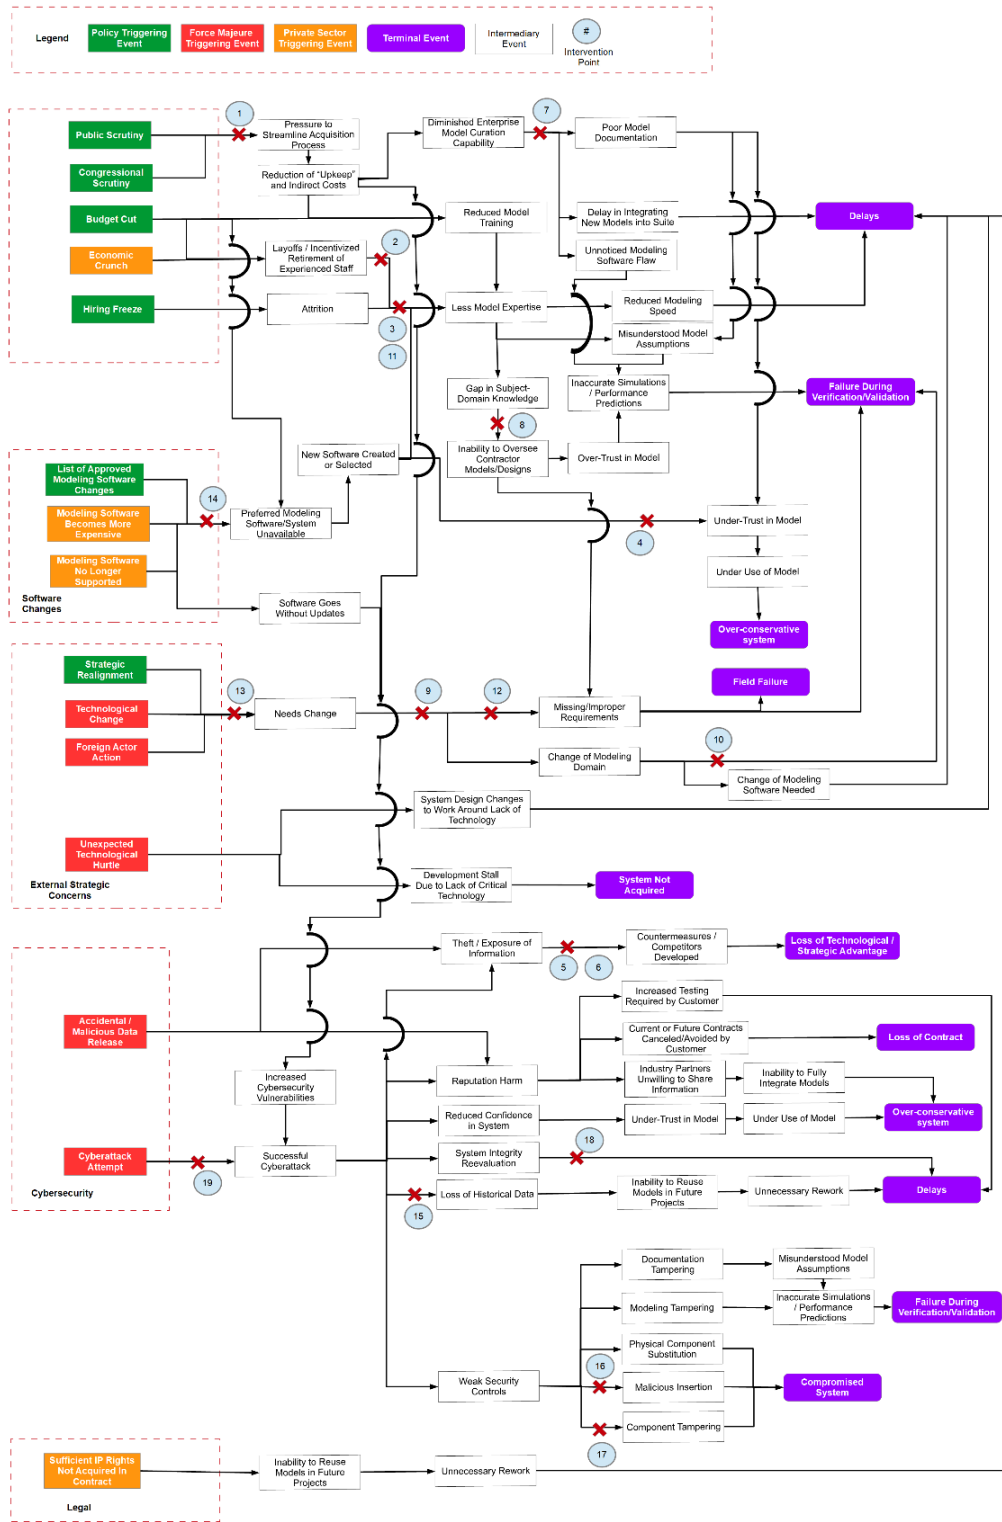 Legend
Policy Triggering
Event
Force Majeure
Triggering Event
Private Sector
Triggering Event
Terminal Event
Intermediary
Event
#
Intervention
Point
1
7
Public Scrutiny
Pressure to
Streamline Acquisition
Process
Diminished Enterprise
Model Curation
Capability
Poor Model
Documentation
Congressional
Scrutiny
Reduction of "Upkeep"
and Indirect Costs
Budget Cut
Reduced Model
Training
Delay in Integrating
New Models into Suite
Delays
2
Economic
Crunch
Layoffs / Incentivized
Retirement of
Experienced Staff
Unnoticed Modeling
Software Flaw
Hiring Freeze
Attrition
Less Model Expertise
Reduced Modeling
Speed
3
11
Misunderstood Model
Assumptions
Gap in Subject-
Domain Knowledge
Inaccurate Simulations
/ Performance
Predictions
Failure During
Verification/Validation
8
List of Approved
Modeling Software
Changes
New Software Created
or Selected
Inability to Oversee
Contractor
Models/Designs
Over-Trust in Model
14
Modeling Software
Becomes More
Expensive
Preferred Modeling
Software/System
Unavailable
4
Under-Trust in Model
Modeling Software
No Longer
Supported
Under Use of Model
Software
Changes
Software Goes
Without Updates
Over-conservative
system
Strategic
Realignment
Field Failure
13
9
12
Technological
Change
Needs Change
Missing/Improper
Requirements
Foreign Actor
Action
10
Change of Modeling
Domain
Change of Modeling
Software Needed
System Design Changes
to Work Around Lack of
Technology
Unexpected
Technological
Hurtle
Development Stall
Due to Lack of Critical
Technology
System Not
Acquired
External Strategic
Concerns
Theft / Exposure of
Information
5
6
Countermeasures /
Competitors
Developed
Loss of Technological /
Strategic Advantage
Increased Testing
Required by Customer
Accidental /
Malicious Data
Release
Current or Future Contracts
Canceled/Avoided by
Customer
Loss of Contract
Increased
Cybersecurity
Vulnerabilities
Reputation Harm
Industry Partners
Unwilling to Share
Information
Inability to Fully
Integrate Models
Reduced Confidence
in System
Under-Trust in Model
Under Use of Model
Over-conservative
system
Cyberattack
Attempt
19
Successful
Cyberattack
System Integrity
Reevaluation
18
Cybersecurity
15
Loss of Historical Data
Inability to Reuse
Models in Future
Projects
Unnecessary Rework
Delays
Documentation
Tampering
Misunderstood Model
Assumptions
Modeling Tampering
Inaccurate Simulations
/ Performance
Predictions
Failure During
Verification/Validation
Physical Component
Substitution
Weak Security
Controls
16
Malicious Insertion
Compromised
System
Component Tampering
17
Sufficient IP Rights
Not Acquired In
Contract
Inability to Reuse
Models in Future
Projects
Unnecessary Rework
Legal